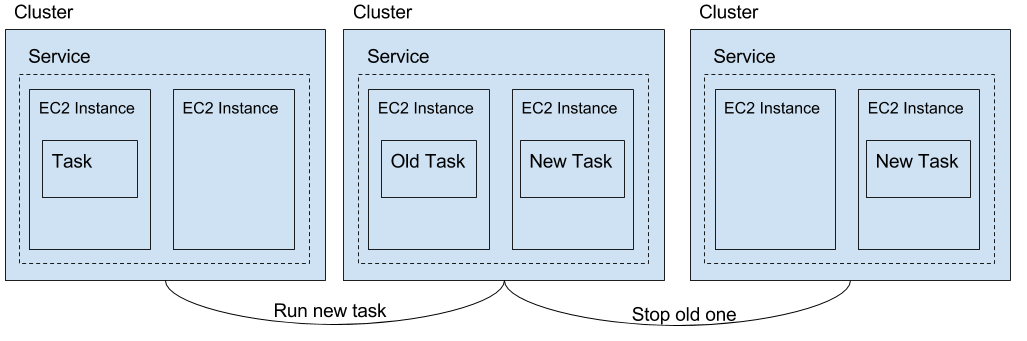 Cluster
Service
EC2 Instance
Task
EC2 Instance
Cluster
Service
EC2 Instance
Old Task
EC2 Instance
New Task
Cluster
Service
EC2 Instance
EC2 Instance
New Task
Run new task
Stop old one